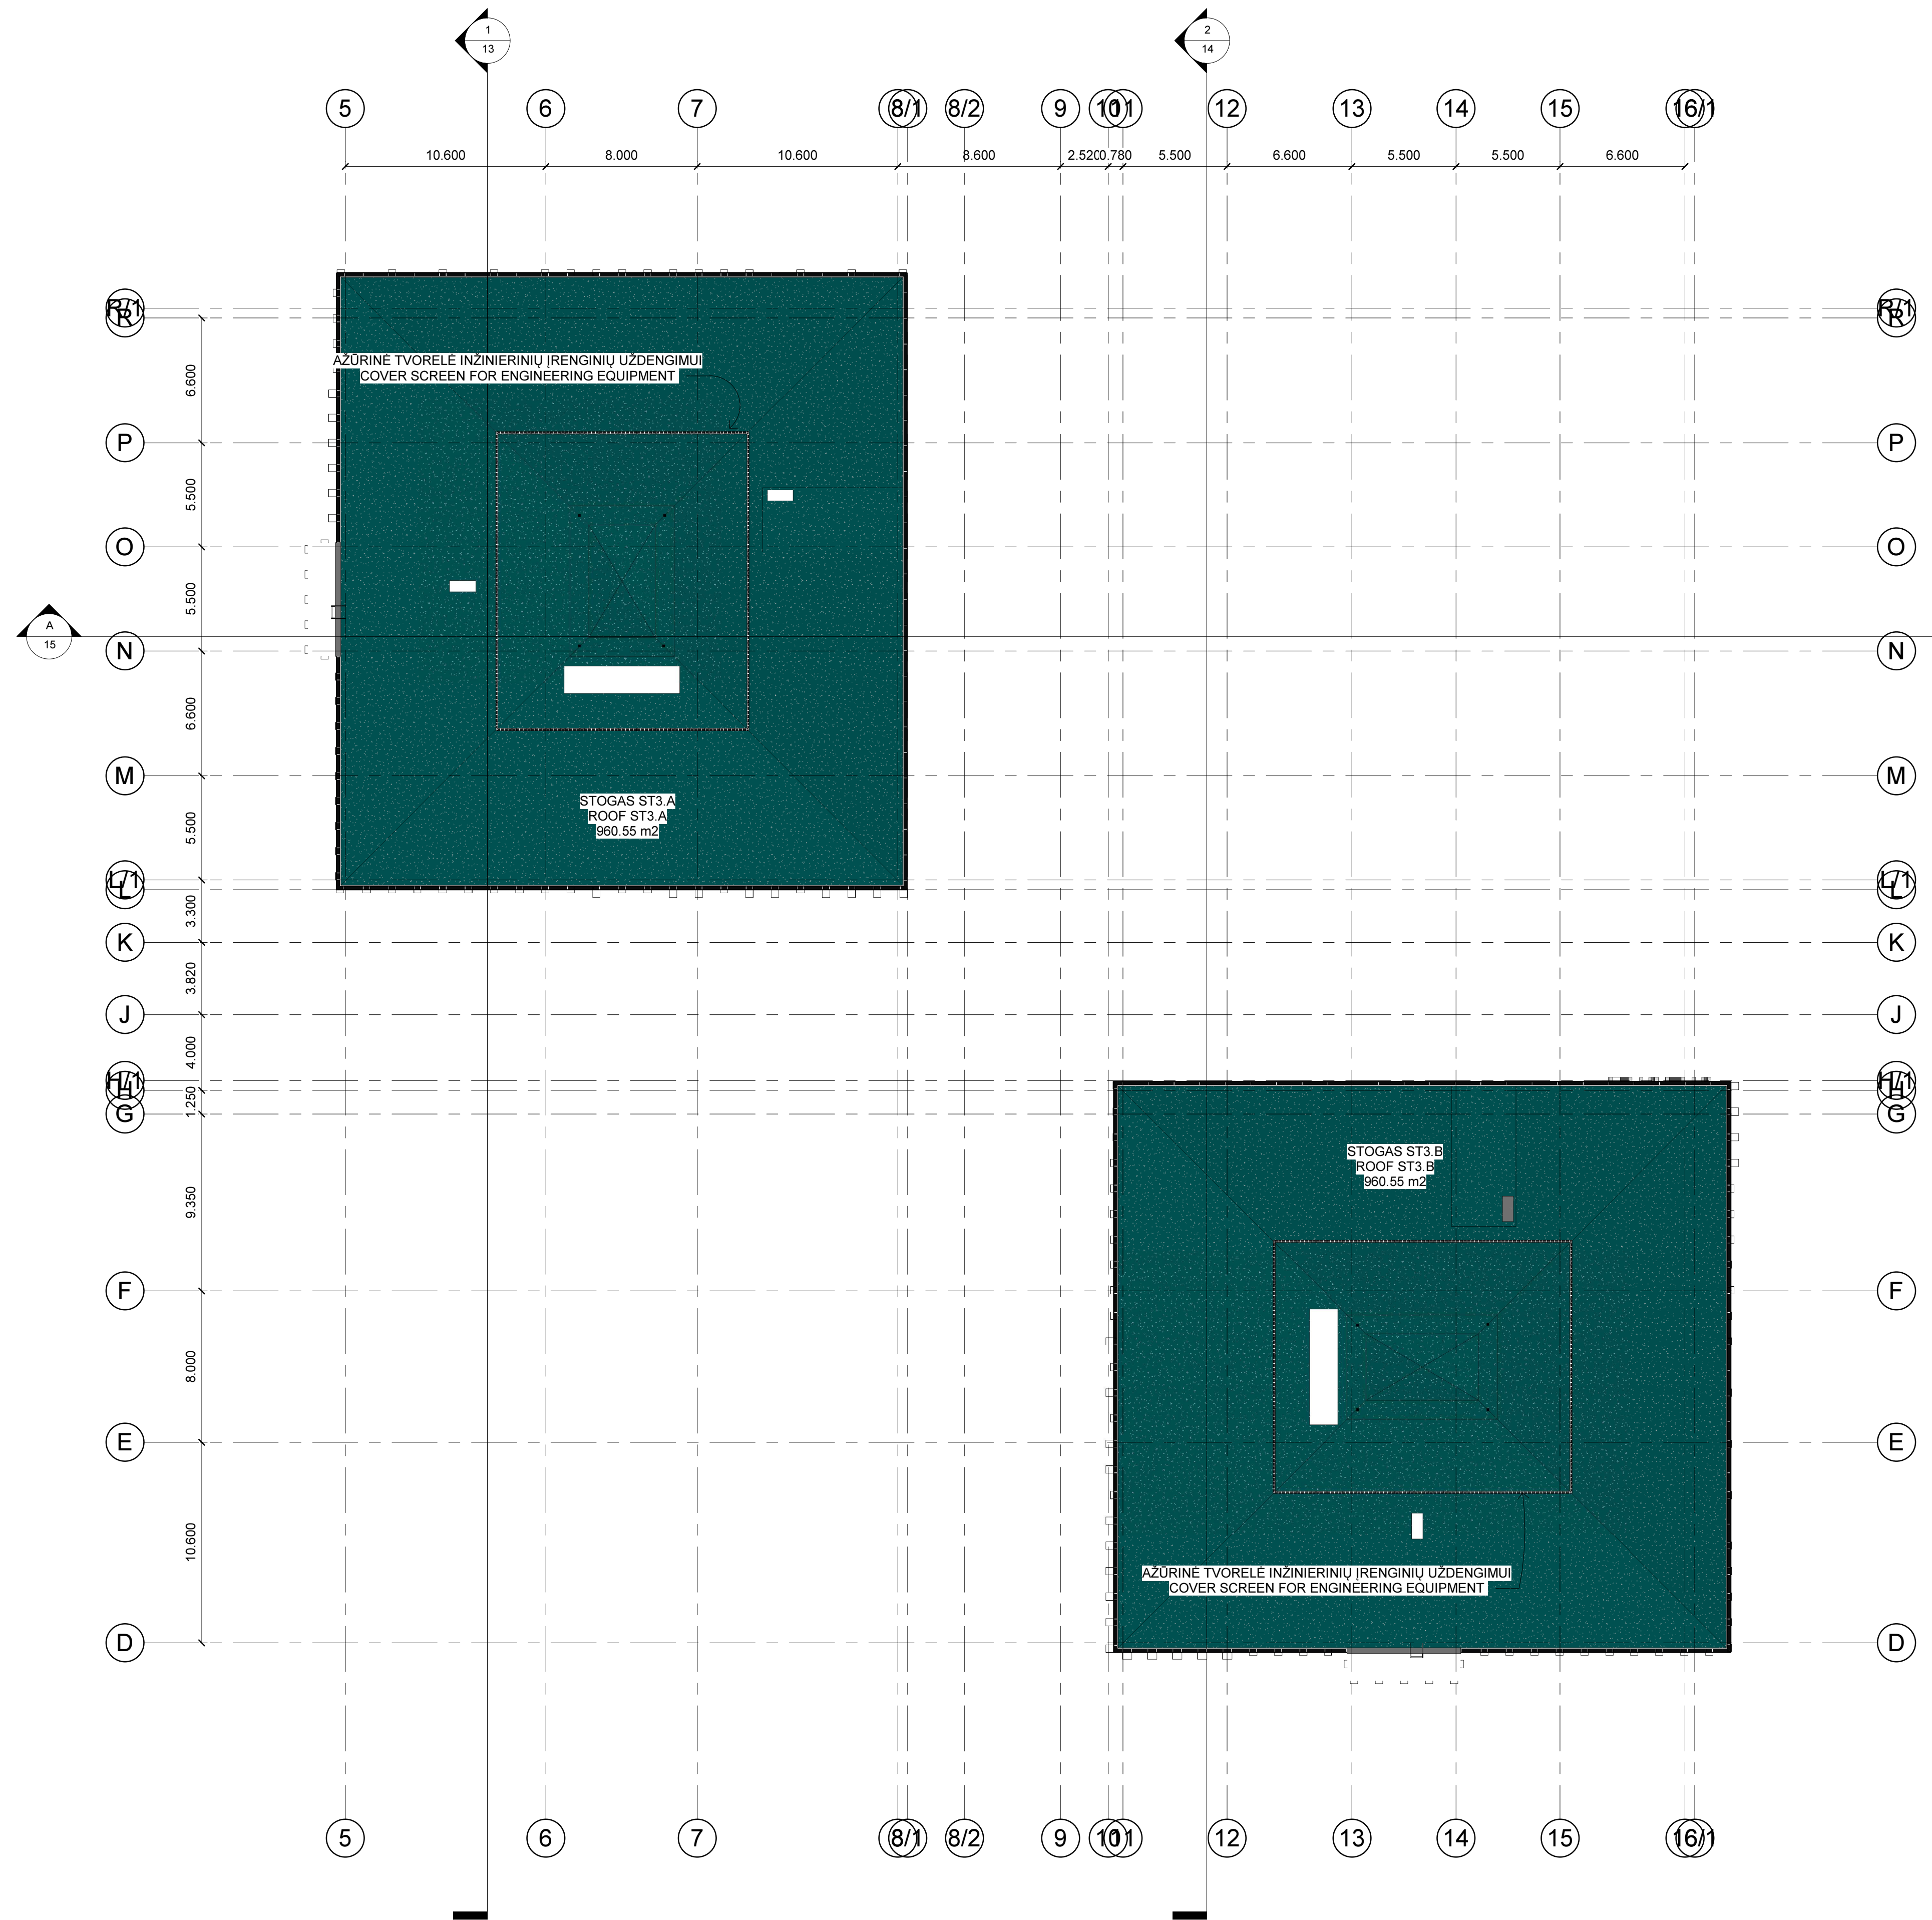 1
13
2
14
5
6
7
8/1
8/2
9
10
11
12
13
14
15
16/1
10.600
8.000
10.600
8.600
2.520
0.780
5.500
6.600
5.500
5.500
6.600
R/1
R
R/1
R
AŽŪRINĖ TVORELĖ INŽINIERINIŲ ĮRENGINIŲ UŽDENGIMUI
COVER SCREEN FOR ENGINEERING EQUIPMENT
6.600
P
P
5.500
O
O
5.500
A
15
N
N
6.600
M
M
STOGAS ST3.A
ROOF ST3.A
960.55 m2
5.500
L/1
L
L/1
L
3.300
K
K
3.820
J
J
4.000
H/1
H
H/1
H
1.250
G
G
STOGAS ST3.B
ROOF ST3.B
960.55 m2
9.350
F
F
8.000
E
E
10.600
AŽŪRINĖ TVORELĖ INŽINIERINIŲ ĮRENGINIŲ UŽDENGIMUI
COVER SCREEN FOR ENGINEERING EQUIPMENT
D
D
5
6
7
8/1
8/2
9
10
11
12
13
14
15
16/1